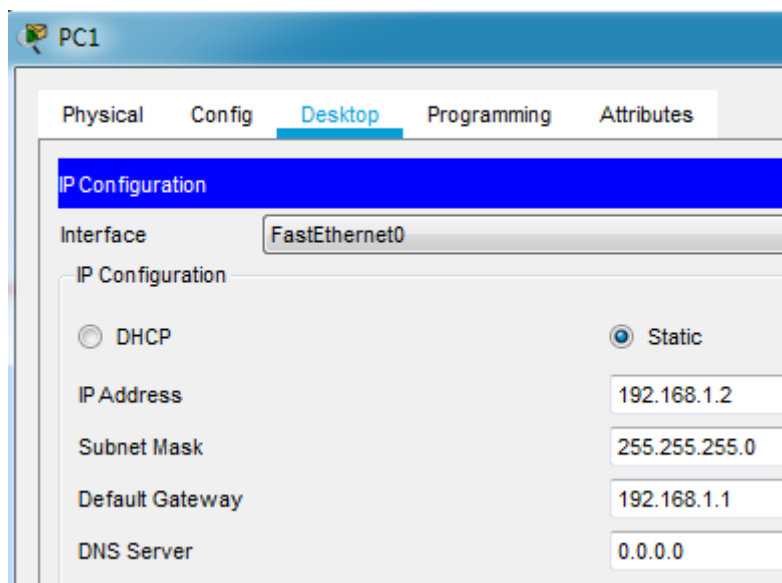 PC1
Physical Config Desktop Programming Attributes
IP Configuration
Interface FastEthernet0
IP Configuration
DHCP Static
IP Address 192.168.1.2
Subnet Mask 255.255.255.0
Default Gateway 192.168.1.1
DNS Server 0.0.0.0